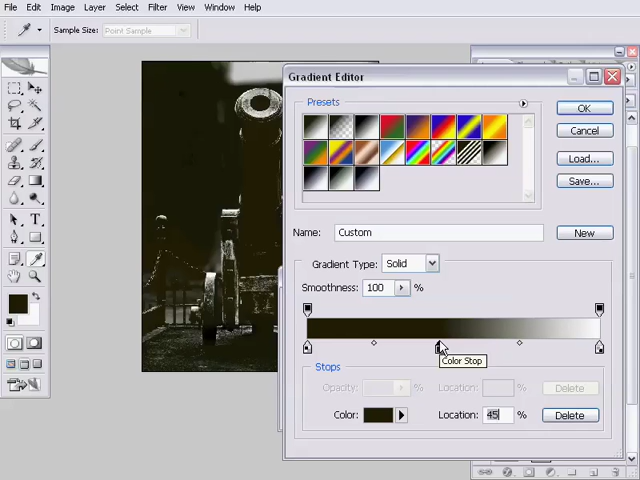 File Edit Image Layer Select Filter View Window Help
Sample Size: Point Sample
Gradient Editor
Presets
OK
Cancel
Load...
Save...
Name: Custom New
Gradient Type: Solid
Smoothness: 100 %
Color Stop
Stops
Opacity: % Location: % Delete
Color: Location: 45 % Delete